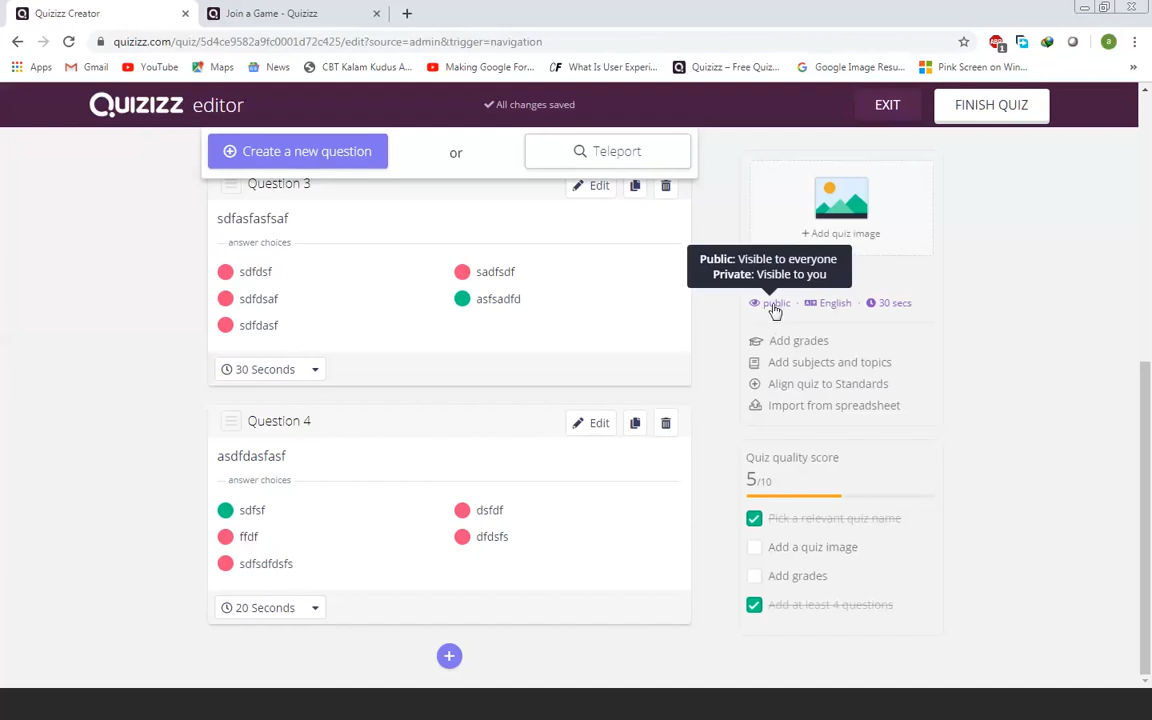 Quizizz Creator
Join a Game - Quizizz
quizizz.com/quiz/5d4ce9582a9fc0001d72c425/edit?source=admin&trigger=navigation
ABP
1
a
Apps
Gmail
YouTube
Maps
News
CBT Kalam Kudus A...
Making Google For...
What Is User Experi...
Quizizz – Free Quiz...
Google Image Resu...
Pink Screen on Win...
»
QUIZIZZ editor
All changes saved
EXIT
FINISH QUIZ
Create a new question
or
Teleport
Question 3
Edit
sdfasfasfsaf
answer choices
sdfdsf
sadfsdf
sdfdsaf
asfsadfd
sdfdasf
30 Seconds
Question 4
Edit
asdfdasfasf
answer choices
sdfsf
dsfdf
ffdf
dfdsfs
sdfsdfdsfs
20 Seconds
+ Add quiz image
Public: Visible to everyone
Private: Visible to you
public · English · 30 secs
Add grades
Add subjects and topics
Align quiz to Standards
Import from spreadsheet
Quiz quality score
5/10
Pick a relevant quiz name
Add a quiz image
Add grades
Add at least 4 questions